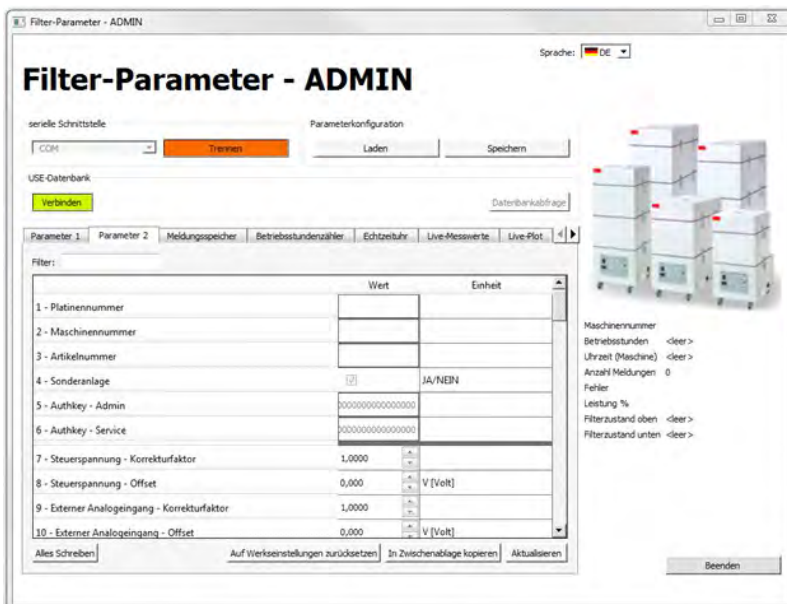 Filter-Parameter - ADMIN
Sprache: DE
Filter-Parameter - ADMIN
serielle Schnittstelle
Parameterkonfiguration
COM Trennen Laden Speichern
USE-Datenbank
Verbinden Datenbankabfrage
Parameter 1 Parameter 2 Meldungsspeicher Betriebsstundenzähler Echtzeituhr Live-Messwerte Live-Plot
Filter:
Wert Einheit
1 - Platinennummer
2 - Maschinennummer
3 - Artikelnummer
4 - Sonderanlage JA/NEIN
5 - Authkey - Admin 0000000000000000
6 - Authkey - Service 0000000000000000
7 - Steuerspannung - Korrekturfaktor 1,0000
8 - Steuerspannung - Offset 0,000 V [Volt]
9 - Externer Analogeingang - Korrekturfaktor 1,0000
10 - Externer Analogeingang - Offset 0,000 V [Volt]
Alles Schreiben Auf Werkseinstellungen zurücksetzen In Zwischenablage kopieren Aktualisieren
Maschinennummer
Betriebsstunden <leer>
Uhrzeit (Maschine) <leer>
Anzahl Meldungen 0
Fehler
Leistung %
Filterzustand oben <leer>
Filterzustand unten <leer>
Beenden